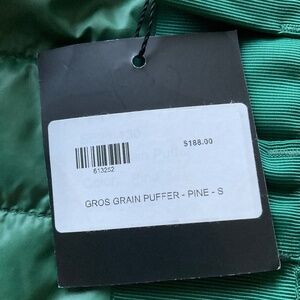 $188.00
613252
GROS GRAIN PUFFER - PINE - S